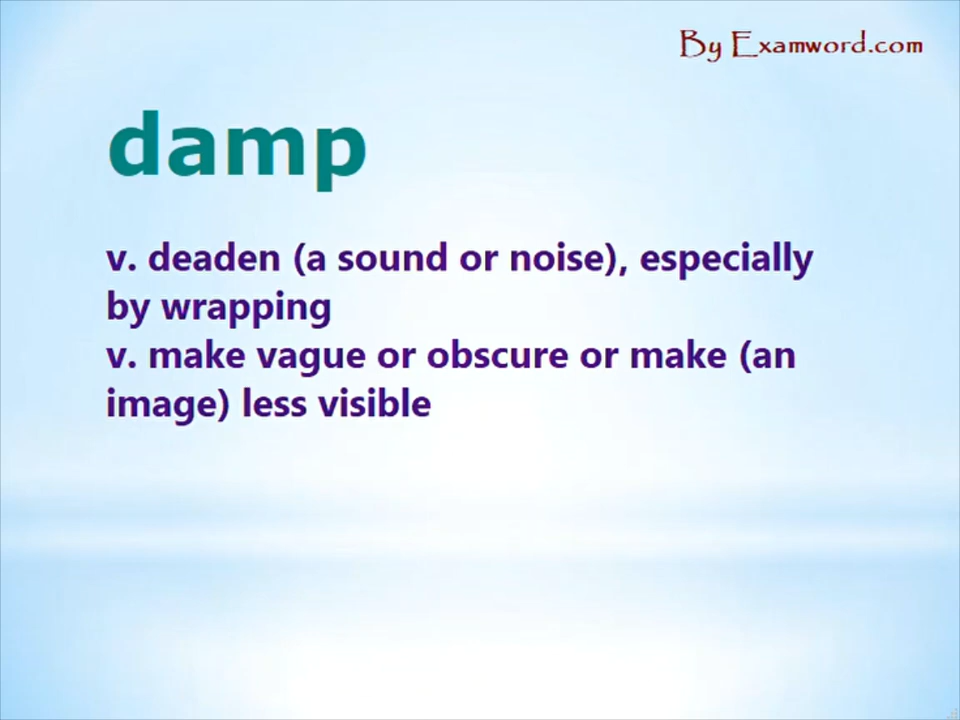 By Examword.com
damp
v. deaden (a sound or noise), especially
by wrapping
v. make vague or obscure or make (an
image) less visible